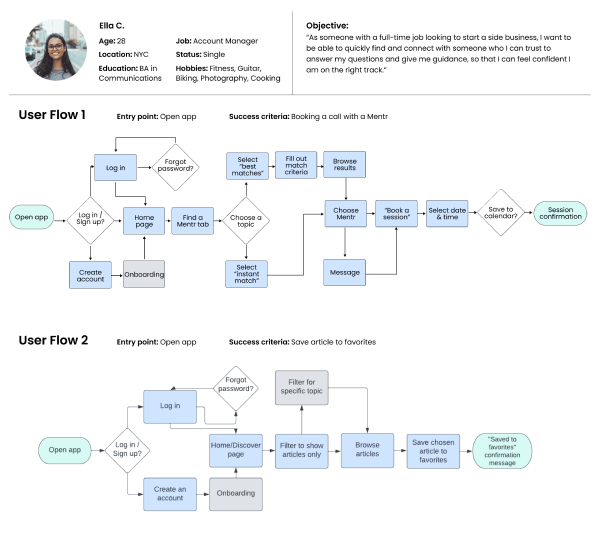 Ella C.
Age: 28
Location: NYC
Education: BA in
Communications
Job: Account Manager
Status: Single
Hobbies: Fitness, Guitar,
Biking, Photography, Cooking
Objective:
“As someone with a full-time job looking to start a side business, I want to
be able to quickly find and connect with someone who I can trust to
answer my questions and give me guidance, so that I can feel confident I
am on the right track.”
User Flow 1
Entry point: Open app
Success criteria: Booking a call with a Mentr
Open app
Log in /
Sign up?
Log in
Forgot
password?
Create
account
Onboarding
Home
page
Find a
Mentr tab
Choose a
topic
Select
“best
matches”
Fill out
match
criteria
Browse
results
Select
“instant
match”
Choose
Mentr
Message
“Book a
session”
Select date
& time
Save to
calendar?
Session
confirmation
User Flow 2
Entry point: Open app
Success criteria: Save article to favorites
Open app
Log in /
Sign up?
Log in
Forgot
password?
Create an
account
Onboarding
Home/Discover
page
Filter to show
articles only
Filter for
specific topic
Browse
articles
Save chosen
article to
favorites
“Saved to
favorites”
confirmation
message